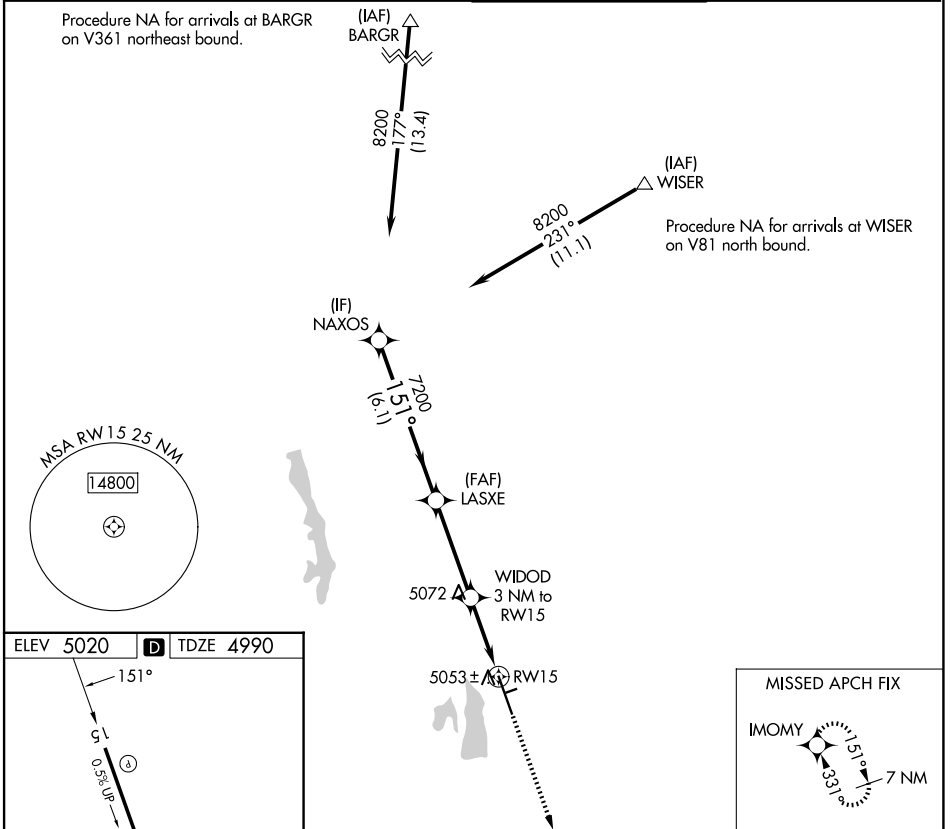 Procedure NA for arrivals at BARGR
on V361 northeast bound.
(IAF)
BARGR
8200
177°
(13.4)
(IAF)
WISER
8200
231°
(11.1)
Procedure NA for arrivals at WISER
on V81 north bound.
(IF)
NAXOS
7200
151°
(6.1)
MSA RW15 25 NM
14800
(FAF)
LASXE
WIDOD
3 NM to
RW15
5072
5053±
RW15
ELEV 5020
D
TDZE 4990
151°
15
P
0.5% UP
MISSED APCH FIX
IMOMY
151°
331°
7 NM